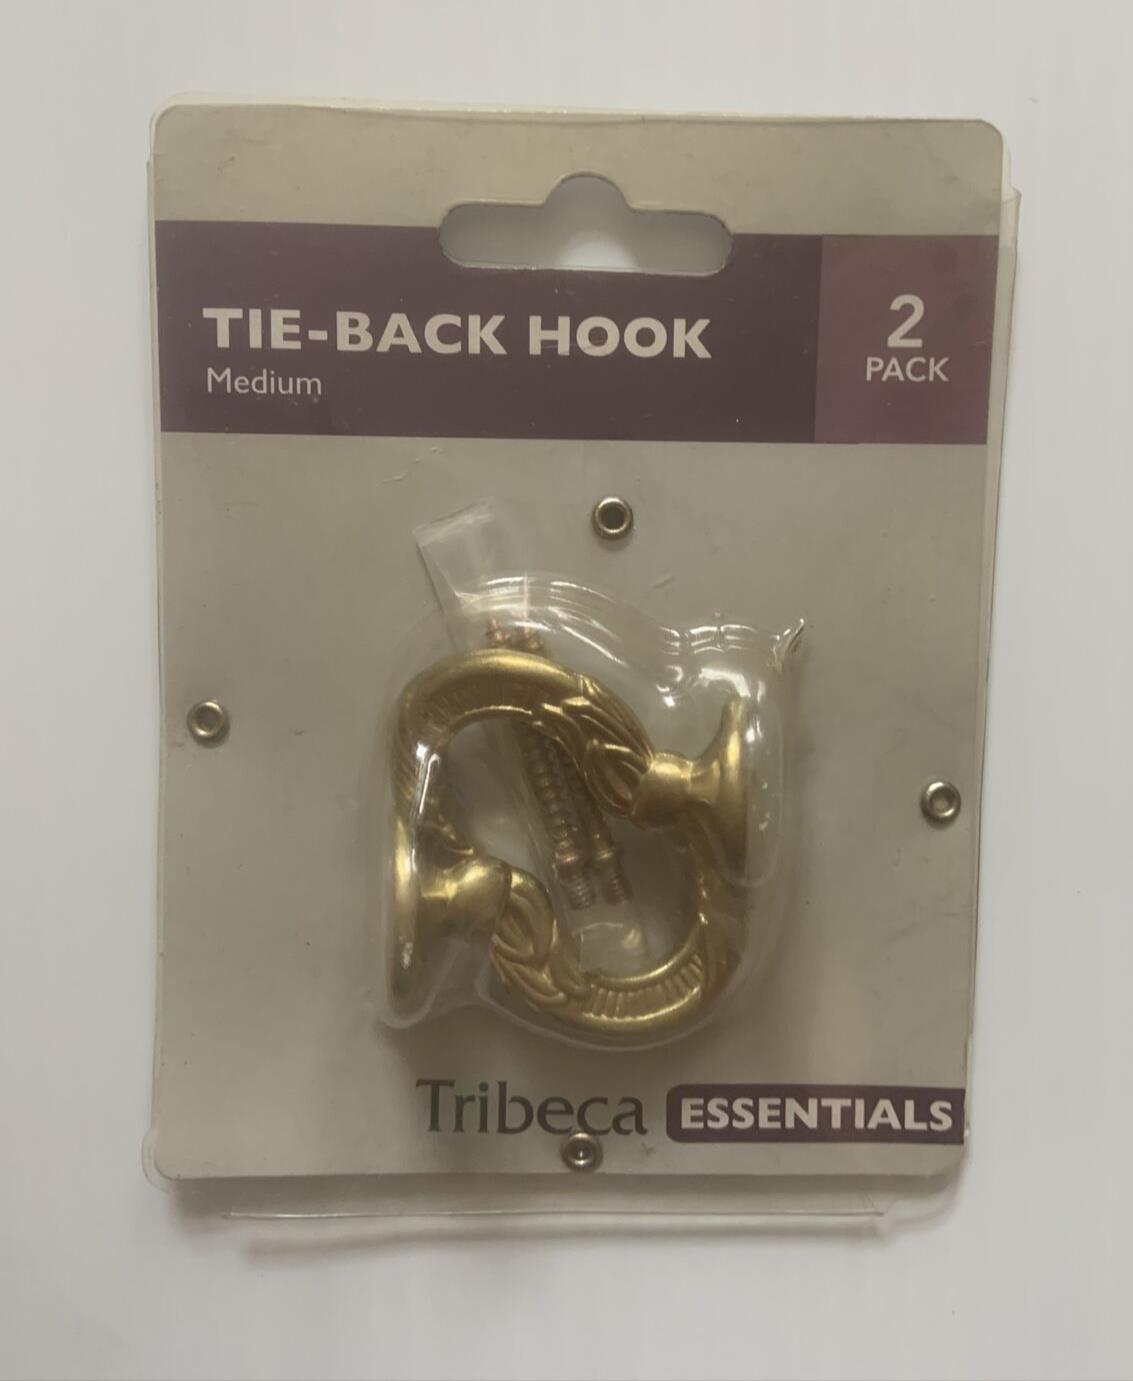 TIE-BACK HOOK
Medium
2
PACK
Tribeca ESSENTIALS